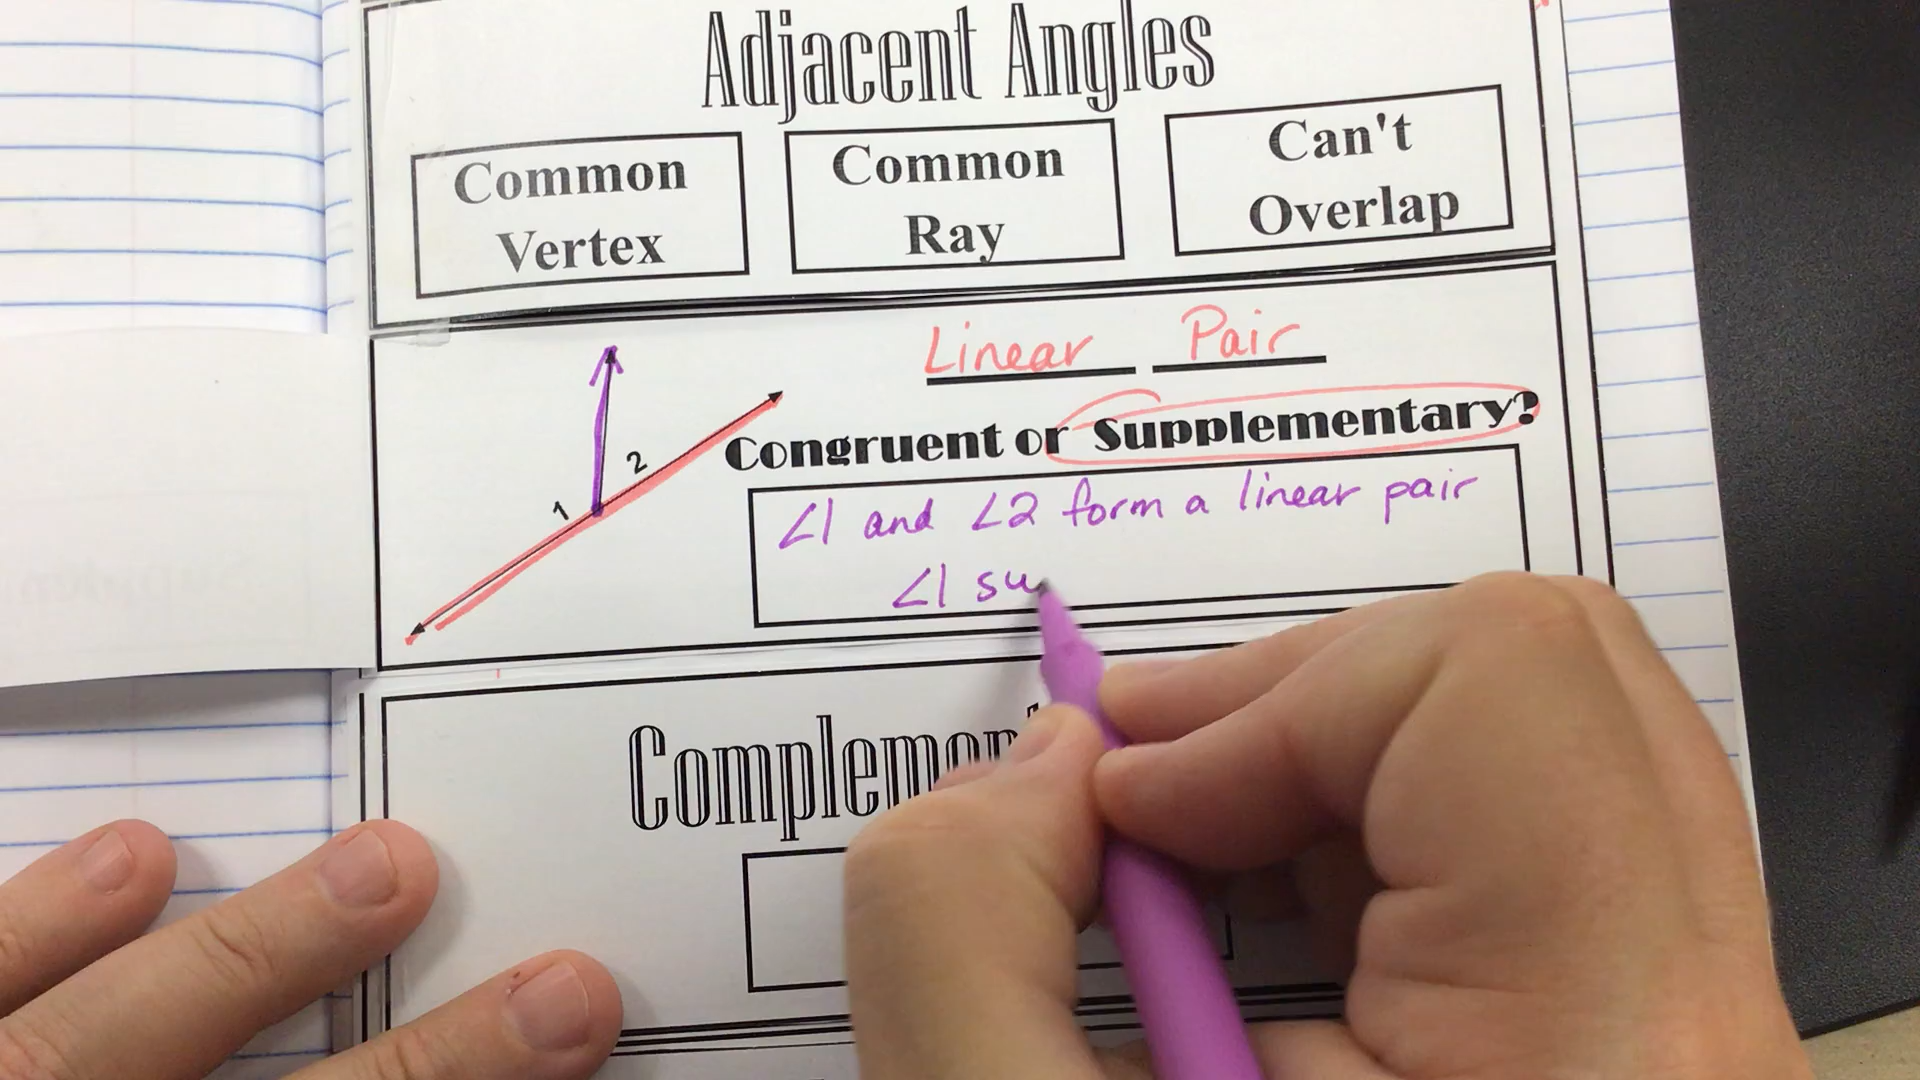 Adjacent Angles
Common Vertex
Common Ray
Can't Overlap
Linear Pair
Congruent or Supplementary?
1
2
∠1 and ∠2 form a linear pair
∠1 su
Complemen